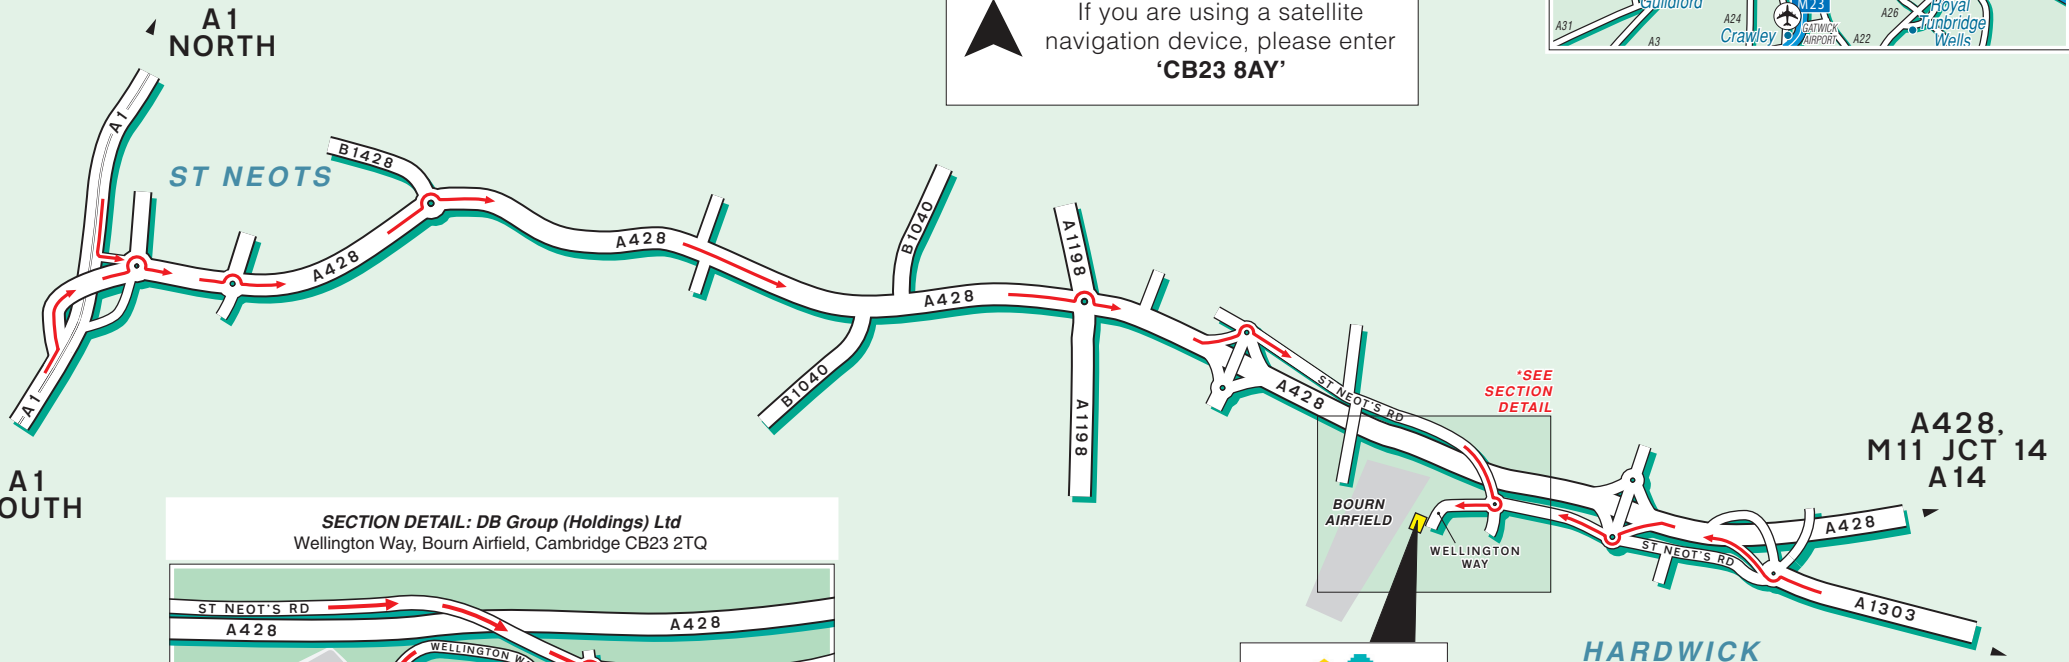 A1
NORTH
If you are using a satellite
navigation device, please enter
‘CB23 8AY’
Guildford
A31
A3
A24
Crawley
M23
GATWICK
AIRPORT
A22
A26
Royal
Tunbridge
Wells
A1
ST NEOTS
B1428
A428
A428
B1040
A428
B1040
A1198
A1198
A1
A1
OUTH
ST NEOT'S RD
A428
*SEE
SECTION
DETAIL
BOURN
AIRFIELD
WELLINGTON
WAY
A428,
M11 JCT 14
A14
A428
ST NEOT'S RD
A1303
HARDWICK
SECTION DETAIL: DB Group (Holdings) Ltd
Wellington Way, Bourn Airfield, Cambridge CB23 2TQ
ST NEOT'S RD
A428
A428
WELLINGTON W